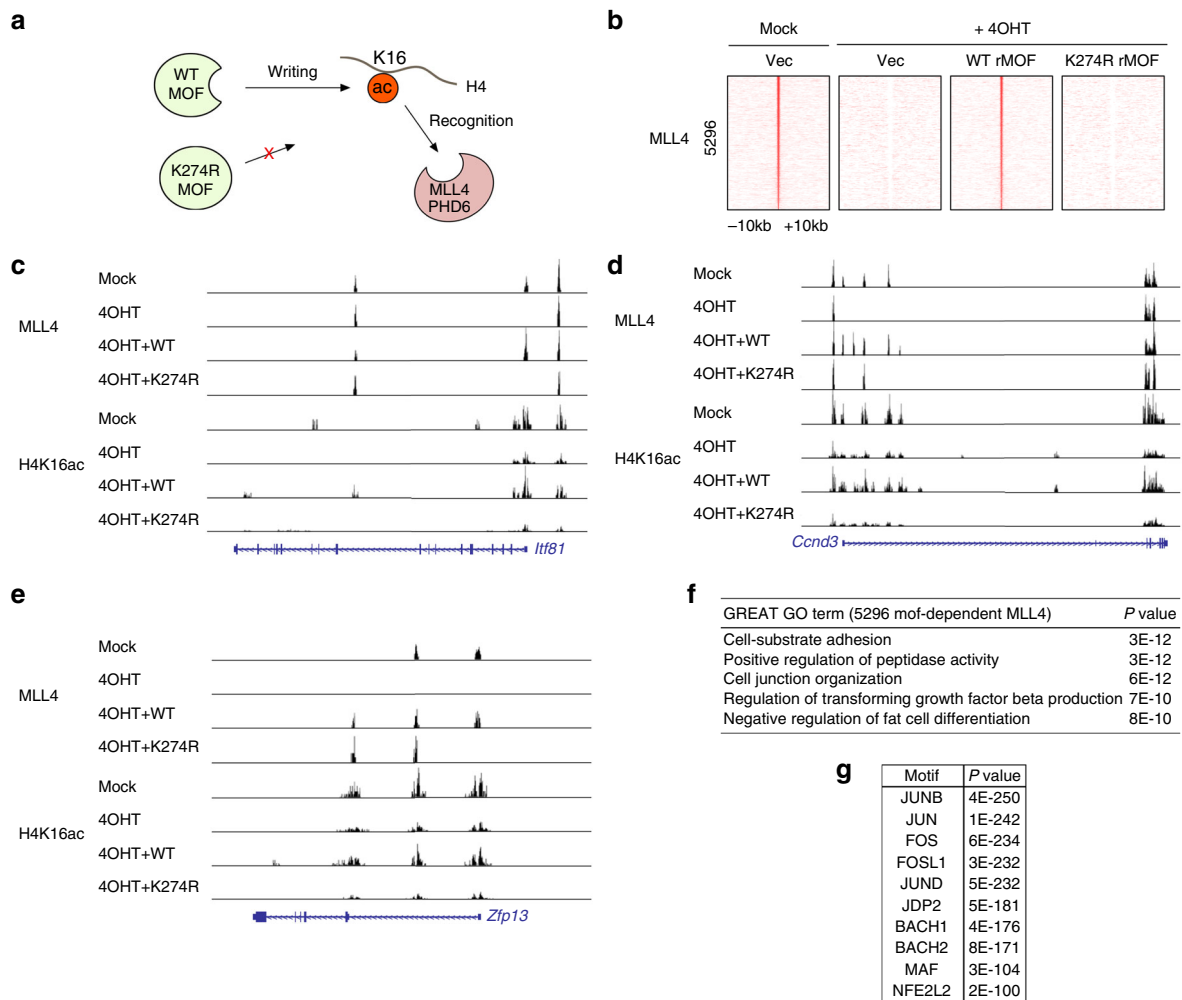 a
WT
MOF
Writing
K16
ac
H4
Recognition
K274R
MOF
X
MLL4
PHD6
b
Mock
+ 4OHT
Vec
Vec
WT rMOF
K274R rMOF
MLL4
5296
–10kb +10kb
c
Mock
4OHT
MLL4
4OHT+WT
4OHT+K274R
Mock
4OHT
H4K16ac
4OHT+WT
4OHT+K274R
Itf81
d
Mock
4OHT
MLL4
4OHT+WT
4OHT+K274R
Mock
4OHT
H4K16ac
4OHT+WT
4OHT+K274R
Ccnd3
e
Mock
4OHT
MLL4
4OHT+WT
4OHT+K274R
Mock
4OHT
H4K16ac
4OHT+WT
4OHT+K274R
Zfp13
f
GREAT GO term (5296 mof-dependent MLL4) P value
Cell-substrate adhesion 3E-12
Positive regulation of peptidase activity 3E-12
Cell junction organization 6E-12
Regulation of transforming growth factor beta production 7E-10
Negative regulation of fat cell differentiation 8E-10
g
Motif P value
JUNB 4E-250
JUN 1E-242
FOS 6E-234
FOSL1 3E-232
JUND 5E-232
JDP2 5E-181
BACH1 4E-176
BACH2 8E-171
MAF 3E-104
NFE2L2 2E-100